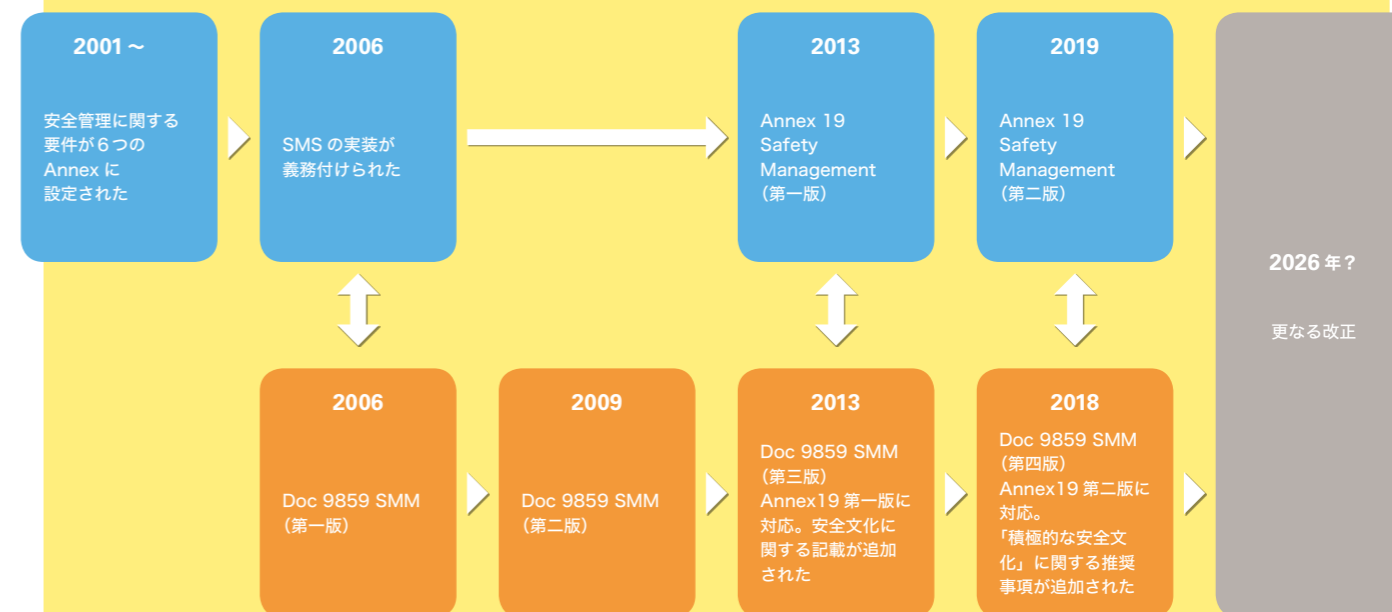 2001 ~
安全管理に関する
要件が6つの
Annex に
設定された
2006
SMS の実装が
義務付けられた
2013
Annex 19
Safety
Management
（第一版）
2019
Annex 19
Safety
Management
（第二版）
2026 年？
更なる改正
2006
Doc 9859 SMM
（第一版）
2009
Doc 9859 SMM
（第二版）
2013
Doc 9859 SMM
（第三版）
Annex19 第一版に
対応。安全文化に
関する記載が追加
された
2018
Doc 9859 SMM
（第四版）
Annex19 第二版に
対応。
「積極的な安全文
化」に関する推奨
事項が追加された